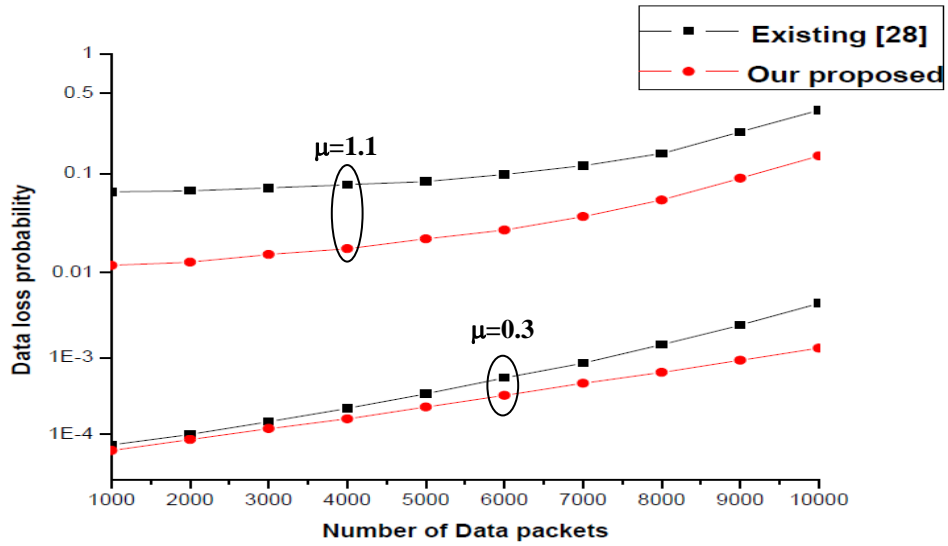 Existing [28]
Our proposed
1
0.5
0.1
0.01
1E-3
1E-4
Data loss probability
μ=1.1
μ=0.3
1000 2000 3000 4000 5000 6000 7000 8000 9000 10000
Number of Data packets